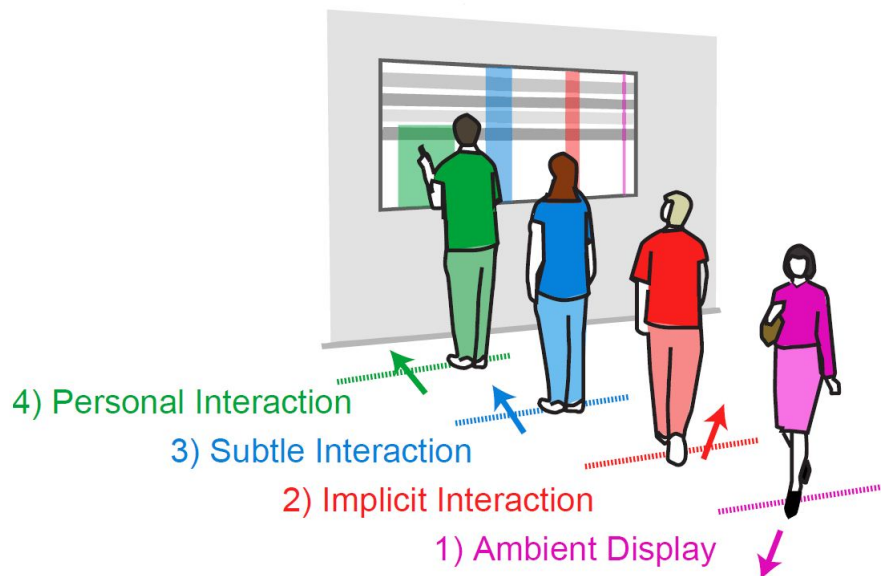 4) Personal Interaction
3) Subtle Interaction
2) Implicit Interaction
1) Ambient Display